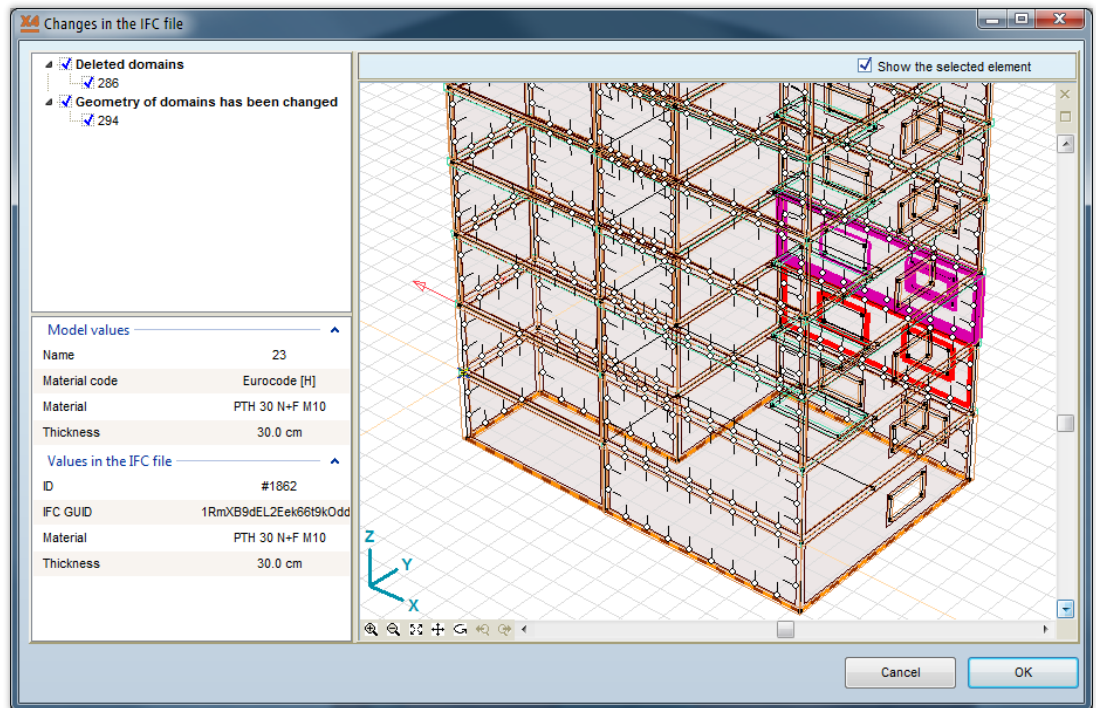 X4 Changes in the IFC file
Deleted domains
286
Geometry of domains has been changed
294
Show the selected element
Model values
Name 23
Material code Eurocode [H]
Material PTH 30 N+F M10
Thickness 30.0 cm
Values in the IFC file
ID #1862
IFC GUID 1RmXB9dEL2Eek66t9kOdd
Material PTH 30 N+F M10
Thickness 30.0 cm
Z
Y
X
Cancel OK